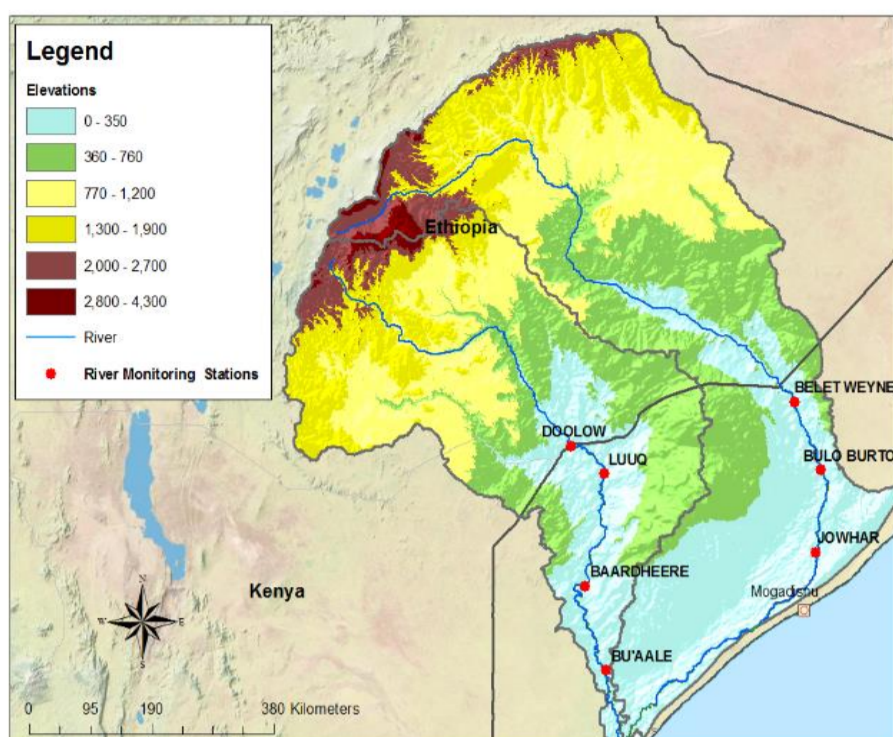 Legend
Elevations
0 - 350
360 - 760
770 - 1,200
1,300 - 1,900
2,000 - 2,700
2,800 - 4,300
River
River Monitoring Stations
Ethiopia
BELET WEYNE
DOOLOW
LUUQ
BULO BURTO
JOWHAR
BAARDHEERE
Kenya
Mogadishu
N
W
E
S
BU'AALE
0 95 190 380 Kilometers